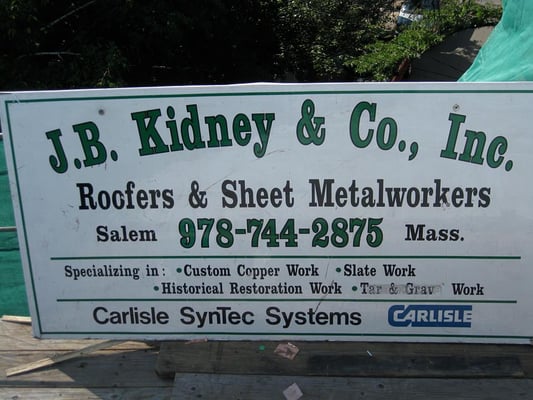 J.B. Kidney & Co., Inc.
Roofers & Sheet Metalworkers
Salem 978-744-2875 Mass.
Specializing in : • Custom Copper Work • Slate Work
• Historical Restoration Work • Tar & Grav Work
Carlisle SynTec Systems CARLISLE